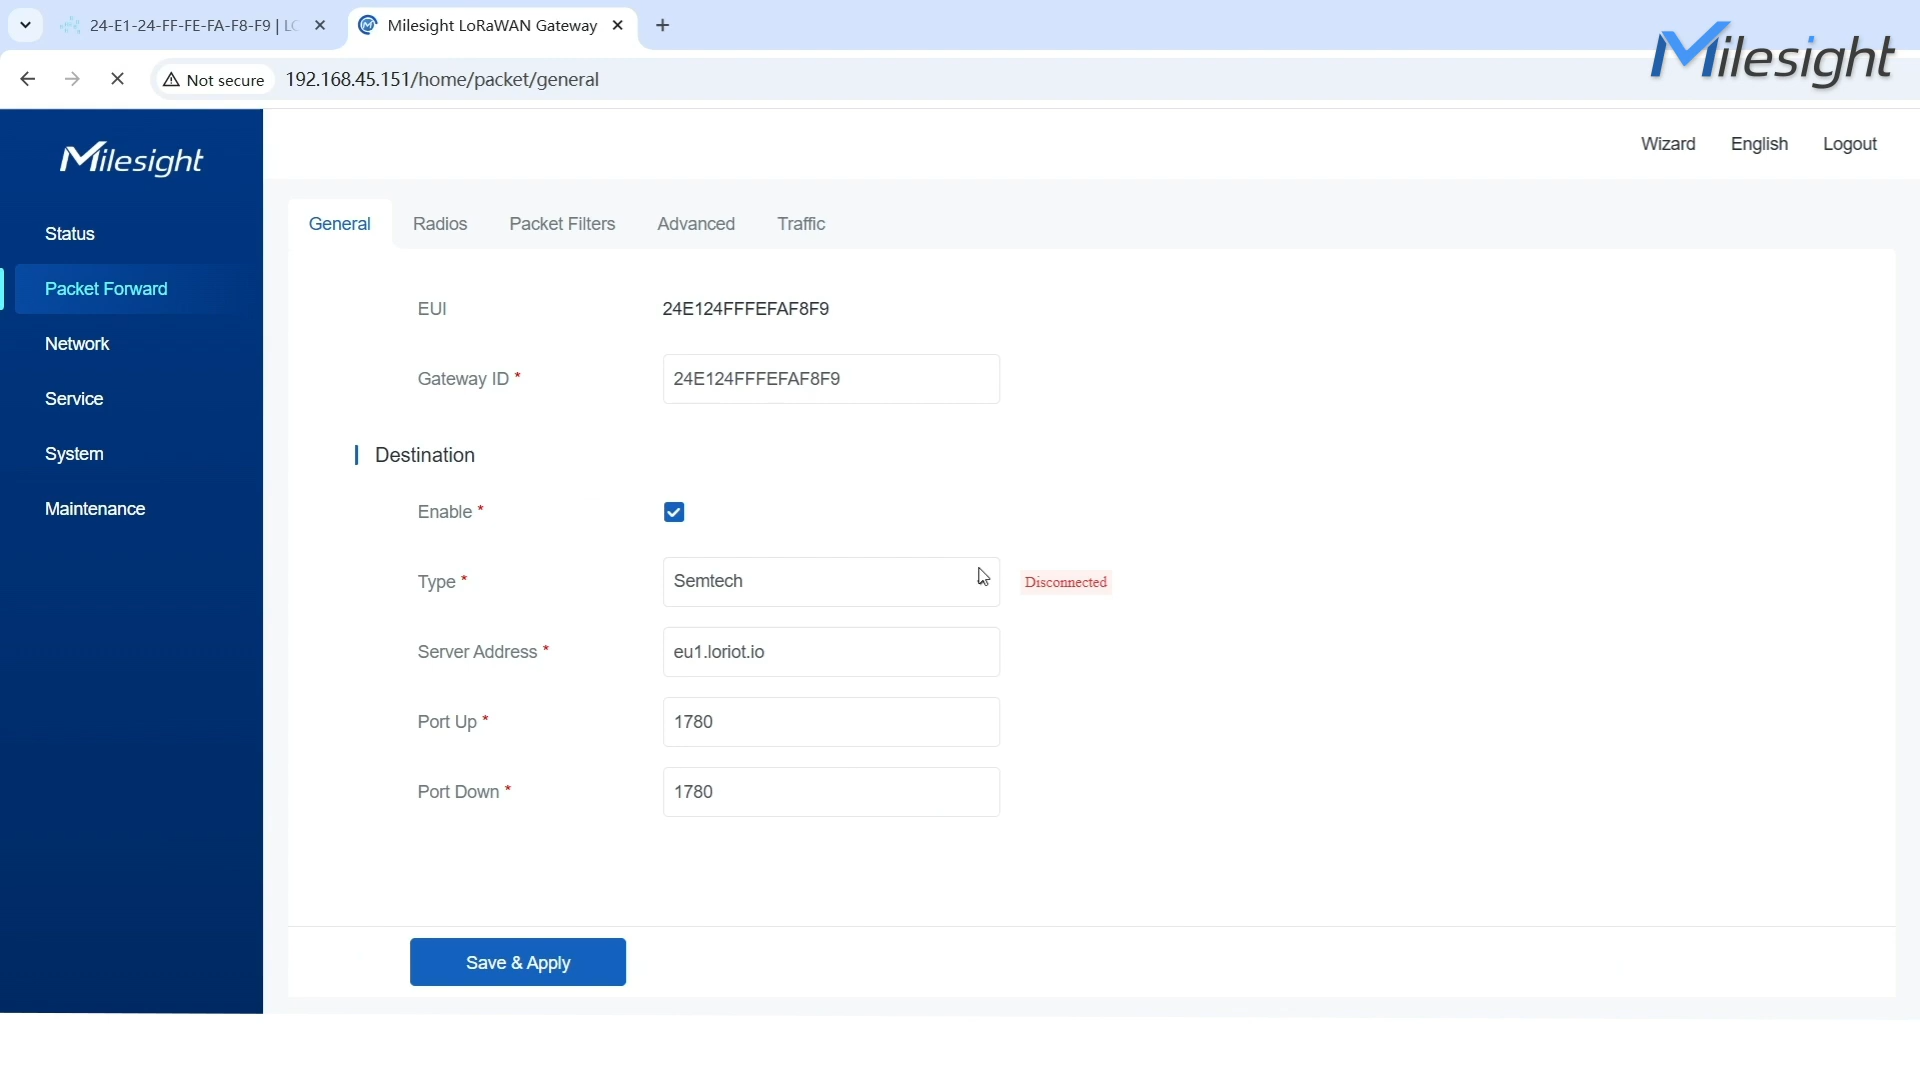 24-E1-24-FF-FE-FA-F8-F9 | LO
Milesight LoRaWAN Gateway
Not secure
192.168.45.151/home/packet/general
Milesight
Milesight
Wizard
English
Logout
Status
Packet Forward
Network
Service
System
Maintenance
General
Radios
Packet Filters
Advanced
Traffic
EUI
24E124FFFEFAF8F9
Gateway ID *
24E124FFFEFAF8F9
Destination
Enable *
Type *
Semtech
Disconnected
Server Address *
eu1.loriot.io
Port Up *
1780
Port Down *
1780
Save & Apply